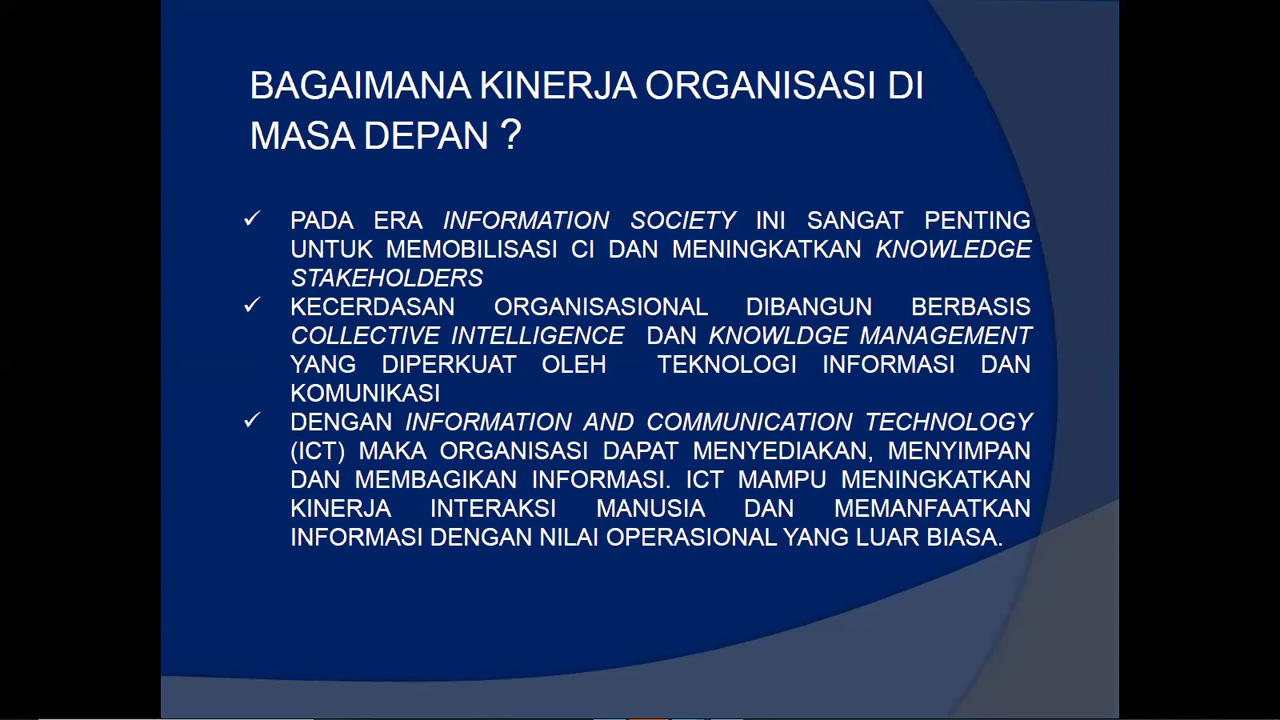 BAGAIMANA KINERJA ORGANISASI DI
MASA DEPAN ?
✓ PADA ERA INFORMATION SOCIETY INI SANGAT PENTING
UNTUK MEMOBILISASI CI DAN MENINGKATKAN KNOWLEDGE
STAKEHOLDERS
✓ KECERDASAN ORGANISASIONAL DIBANGUN BERBASIS
COLLECTIVE INTELLIGENCE DAN KNOWLDGE MANAGEMENT
YANG DIPERKUAT OLEH TEKNOLOGI INFORMASI DAN
KOMUNIKASI
✓ DENGAN INFORMATION AND COMMUNICATION TECHNOLOGY
(ICT) MAKA ORGANISASI DAPAT MENYEDIAKAN, MENYIMPAN
DAN MEMBAGIKAN INFORMASI. ICT MAMPU MENINGKATKAN
KINERJA INTERAKSI MANUSIA DAN MEMANFAATKAN
INFORMASI DENGAN NILAI OPERASIONAL YANG LUAR BIASA.